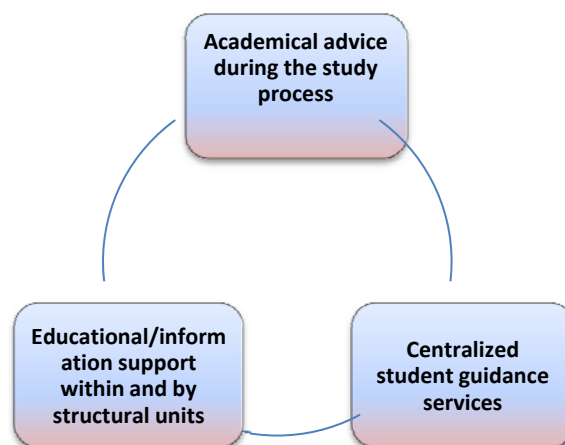 Academical advice
during the study
process
Educational/inform
ation support
within and by
structural units
Centralized
student guidance
services